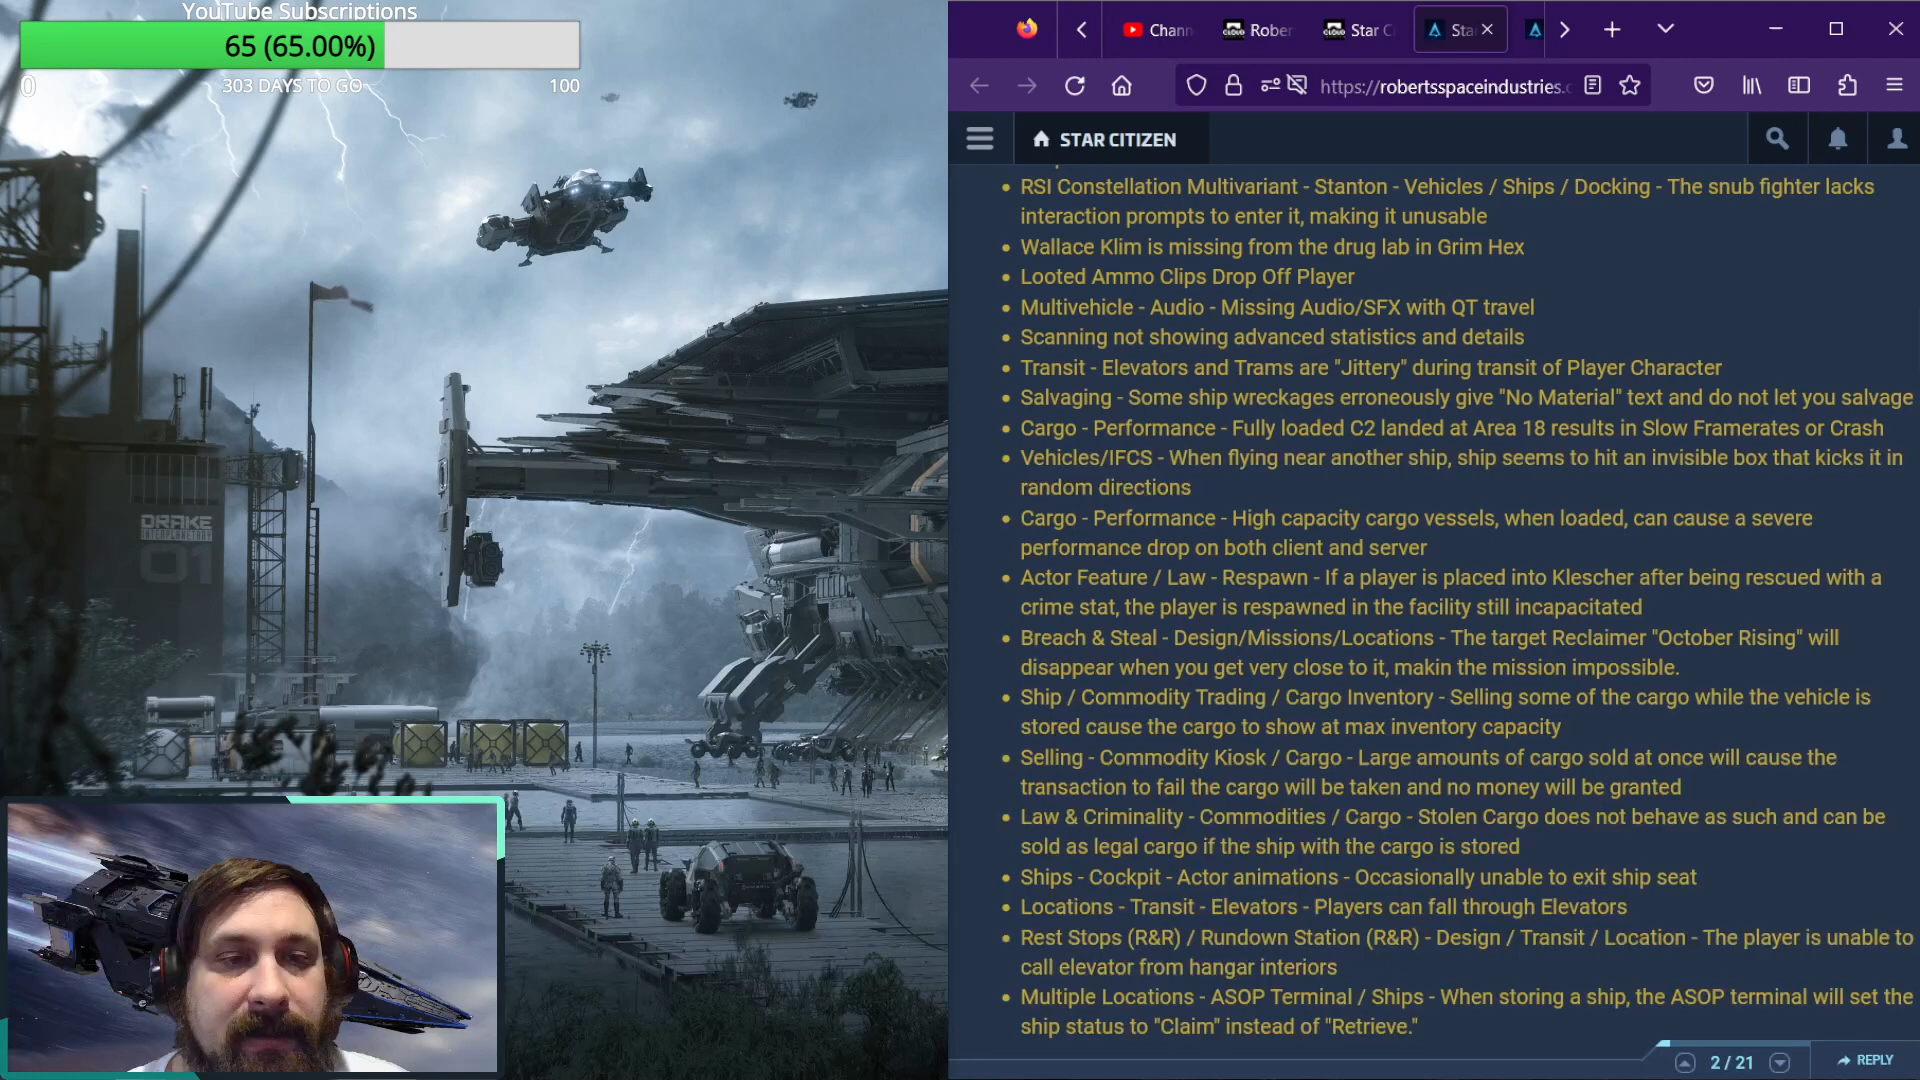 YouTube Subscriptions
65 (65.00%)
0
303 DAYS TO GO
100
DRAKE
INTERPLANETARY
01
Chann
Rober
Star C
Sta
https://robertsspaceindustries.c
STAR CITIZEN
RSI Constellation Multivariant - Stanton - Vehicles / Ships / Docking - The snub fighter lacks
interaction prompts to enter it, making it unusable
Wallace Klim is missing from the drug lab in Grim Hex
Looted Ammo Clips Drop Off Player
Multivehicle - Audio - Missing Audio/SFX with QT travel
Scanning not showing advanced statistics and details
Transit - Elevators and Trams are "Jittery" during transit of Player Character
Salvaging - Some ship wreckages erroneously give "No Material" text and do not let you salvage
Cargo - Performance - Fully loaded C2 landed at Area 18 results in Slow Framerates or Crash
Vehicles/IFCS - When flying near another ship, ship seems to hit an invisible box that kicks it in
random directions
Cargo - Performance - High capacity cargo vessels, when loaded, can cause a severe
performance drop on both client and server
Actor Feature / Law - Respawn - If a player is placed into Klescher after being rescued with a
crime stat, the player is respawned in the facility still incapacitated
Breach & Steal - Design/Missions/Locations - The target Reclaimer "October Rising" will
disappear when you get very close to it, makin the mission impossible.
Ship / Commodity Trading / Cargo Inventory - Selling some of the cargo while the vehicle is
stored cause the cargo to show at max inventory capacity
Selling - Commodity Kiosk / Cargo - Large amounts of cargo sold at once will cause the
transaction to fail the cargo will be taken and no money will be granted
Law & Criminality - Commodities / Cargo - Stolen Cargo does not behave as such and can be
sold as legal cargo if the ship with the cargo is stored
Ships - Cockpit - Actor animations - Occasionally unable to exit ship seat
Locations - Transit - Elevators - Players can fall through Elevators
Rest Stops (R&R) / Rundown Station (R&R) - Design / Transit / Location - The player is unable to
call elevator from hangar interiors
Multiple Locations - ASOP Terminal / Ships - When storing a ship, the ASOP terminal will set the
ship status to "Claim" instead of "Retrieve."
2 / 21
REPLY